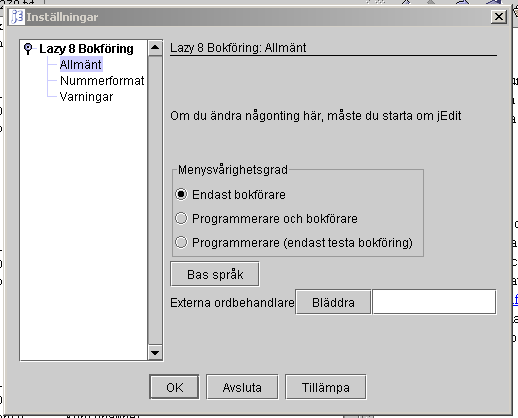 Inställningar
Lazy 8 Bokföring
Allmänt
Nummerformat
Varningar
Lazy 8 Bokföring: Allmänt
Om du ändra någonting här, måste du starta om jEdit
Menysvårighetsgrad
Endast bokförare
Programmerare och bokförare
Programmerare (endast testa bokföring)
Bas språk
Externa ordbehandlare
Bläddra
OK
Avsluta
Tillämpa